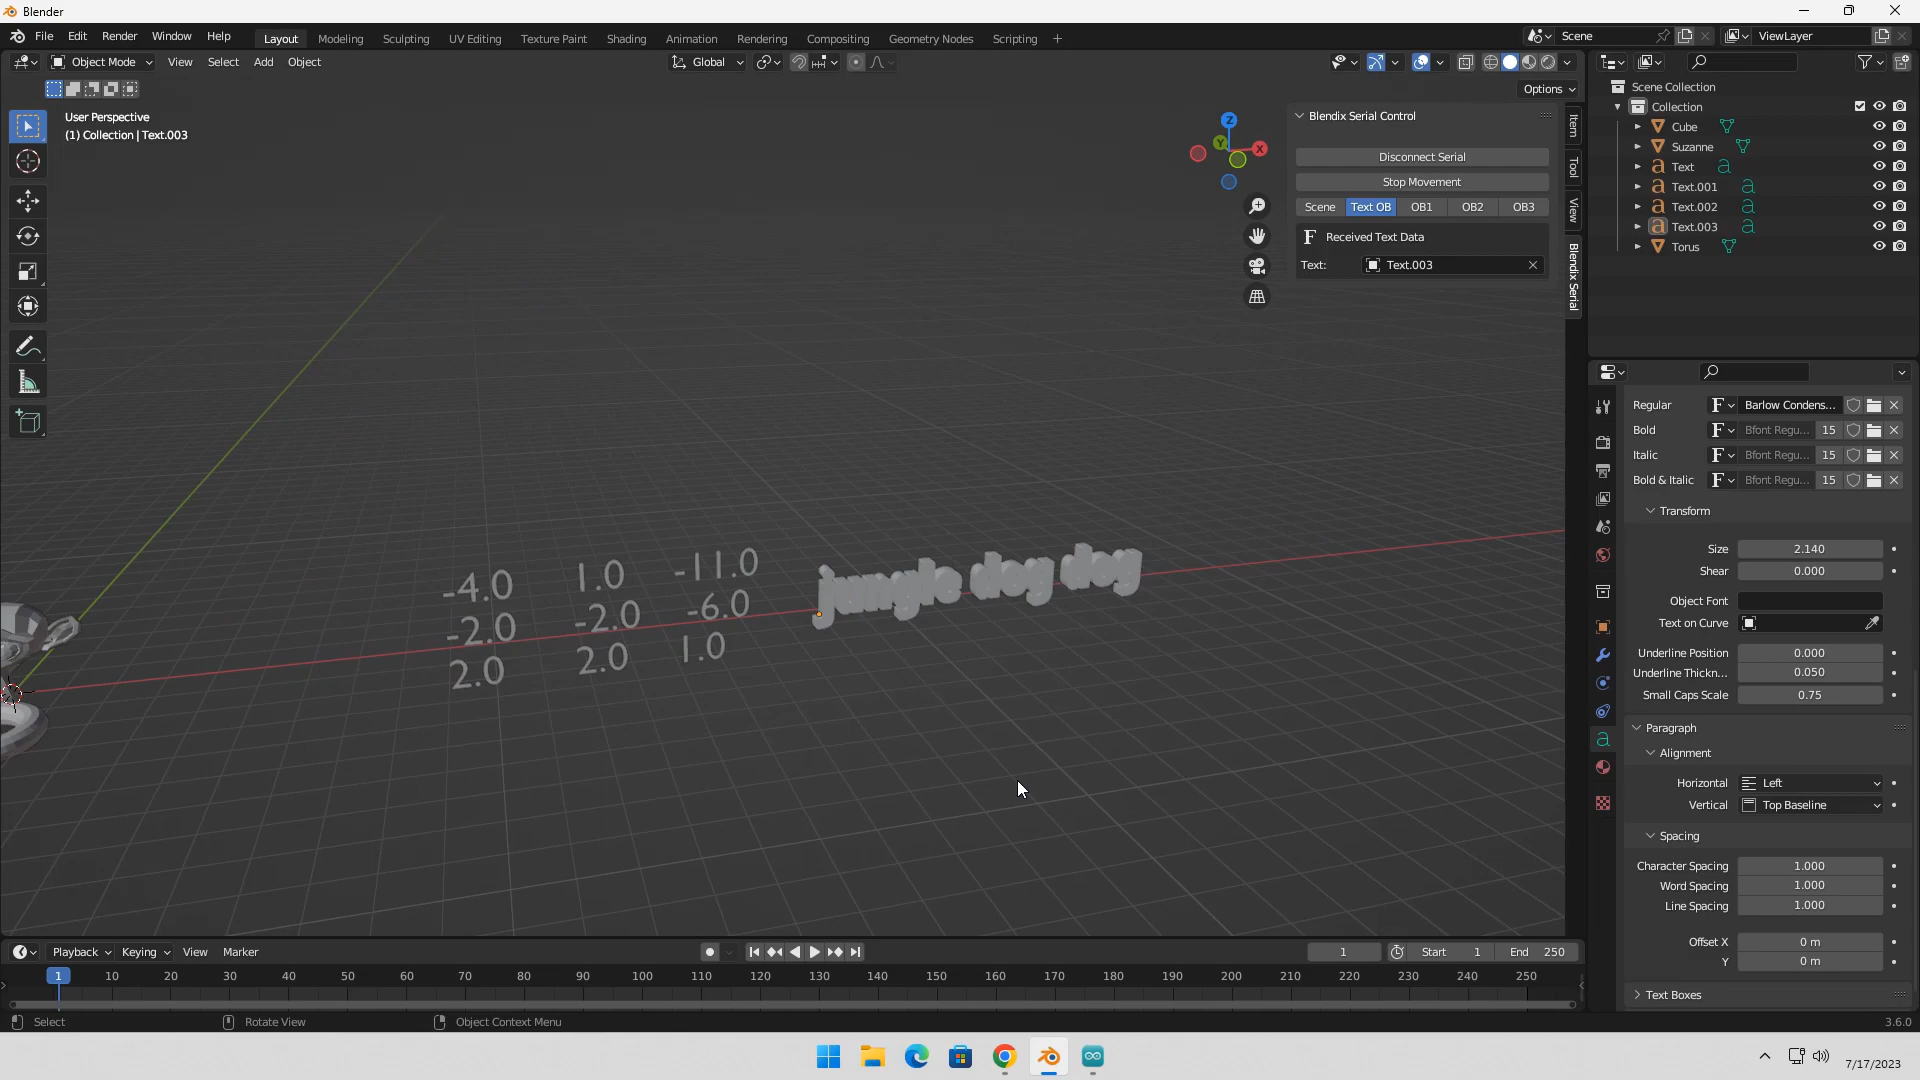 Blender
File Edit Render Window Help Layout Modeling Sculpting UV Editing Texture Paint Shading Animation Rendering Compositing Geometry Nodes Scripting + Scene ViewLayer
Object Mode View Select Add Object Global
Options
User Perspective
(1) Collection | Text.003
Z
Y
X
Blendix Serial Control
Disconnect Serial
Stop Movement
Scene Text OB OB1 OB2 OB3
F Received Text Data
Text: Text.003
Item
Tool
View
Blendix Serial
-4.0 1.0 -11.0
-2.0 -2.0 -6.0
2.0 2.0 1.0
jungle dog dog
Scene Collection
Collection
Cube
Suzanne
Text
Text.001
Text.002
Text.003
Torus
Regular F Barlow Condens...
Bold F Bfont Regu... 15
Italic F Bfont Regu... 15
Bold & Italic F Bfont Regu... 15
Transform
Size 2.140
Shear 0.000
Object Font
Text on Curve
Underline Position 0.000
Underline Thickn... 0.050
Small Caps Scale 0.75
Paragraph
Alignment
Horizontal Left
Vertical Top Baseline
Spacing
Character Spacing 1.000
Word Spacing 1.000
Line Spacing 1.000
Offset X 0 m
Y 0 m
Text Boxes
Playback Keying View Marker 1 Start 1 End 250
1 10 20 30 40 50 60 70 80 90 100 110 120 130 140 150 160 170 180 190 200 210 220 230 240 250
Select Rotate View Object Context Menu 3.6.0
7/17/2023